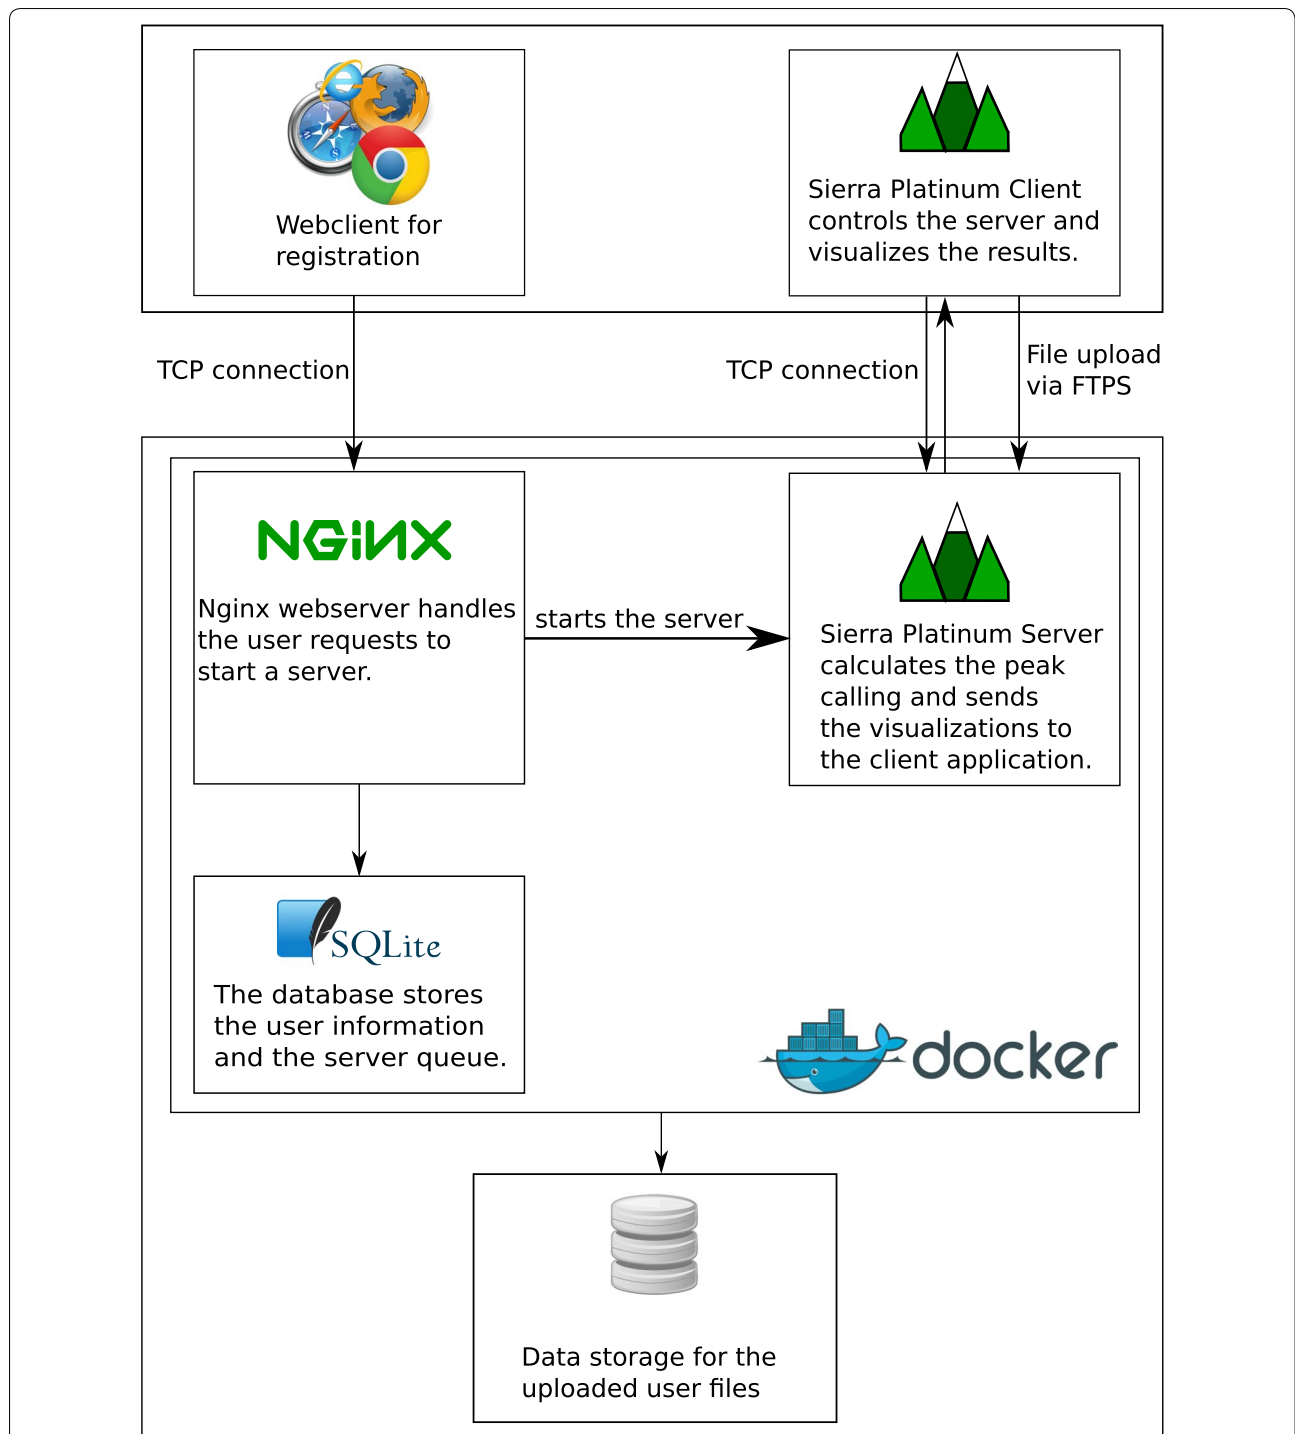 Webclient for
registration
Sierra Platinum Client
controls the server and
visualizes the results.
TCP connection
TCP connection
File upload
via FTPS
NGiNX
Nginx webserver handles
the user requests to
start a server.
starts the server
Sierra Platinum Server
calculates the peak
calling and sends
the visualizations to
the client application.
SQLite
The database stores
the user information
and the server queue.
docker
Data storage for the
uploaded user files